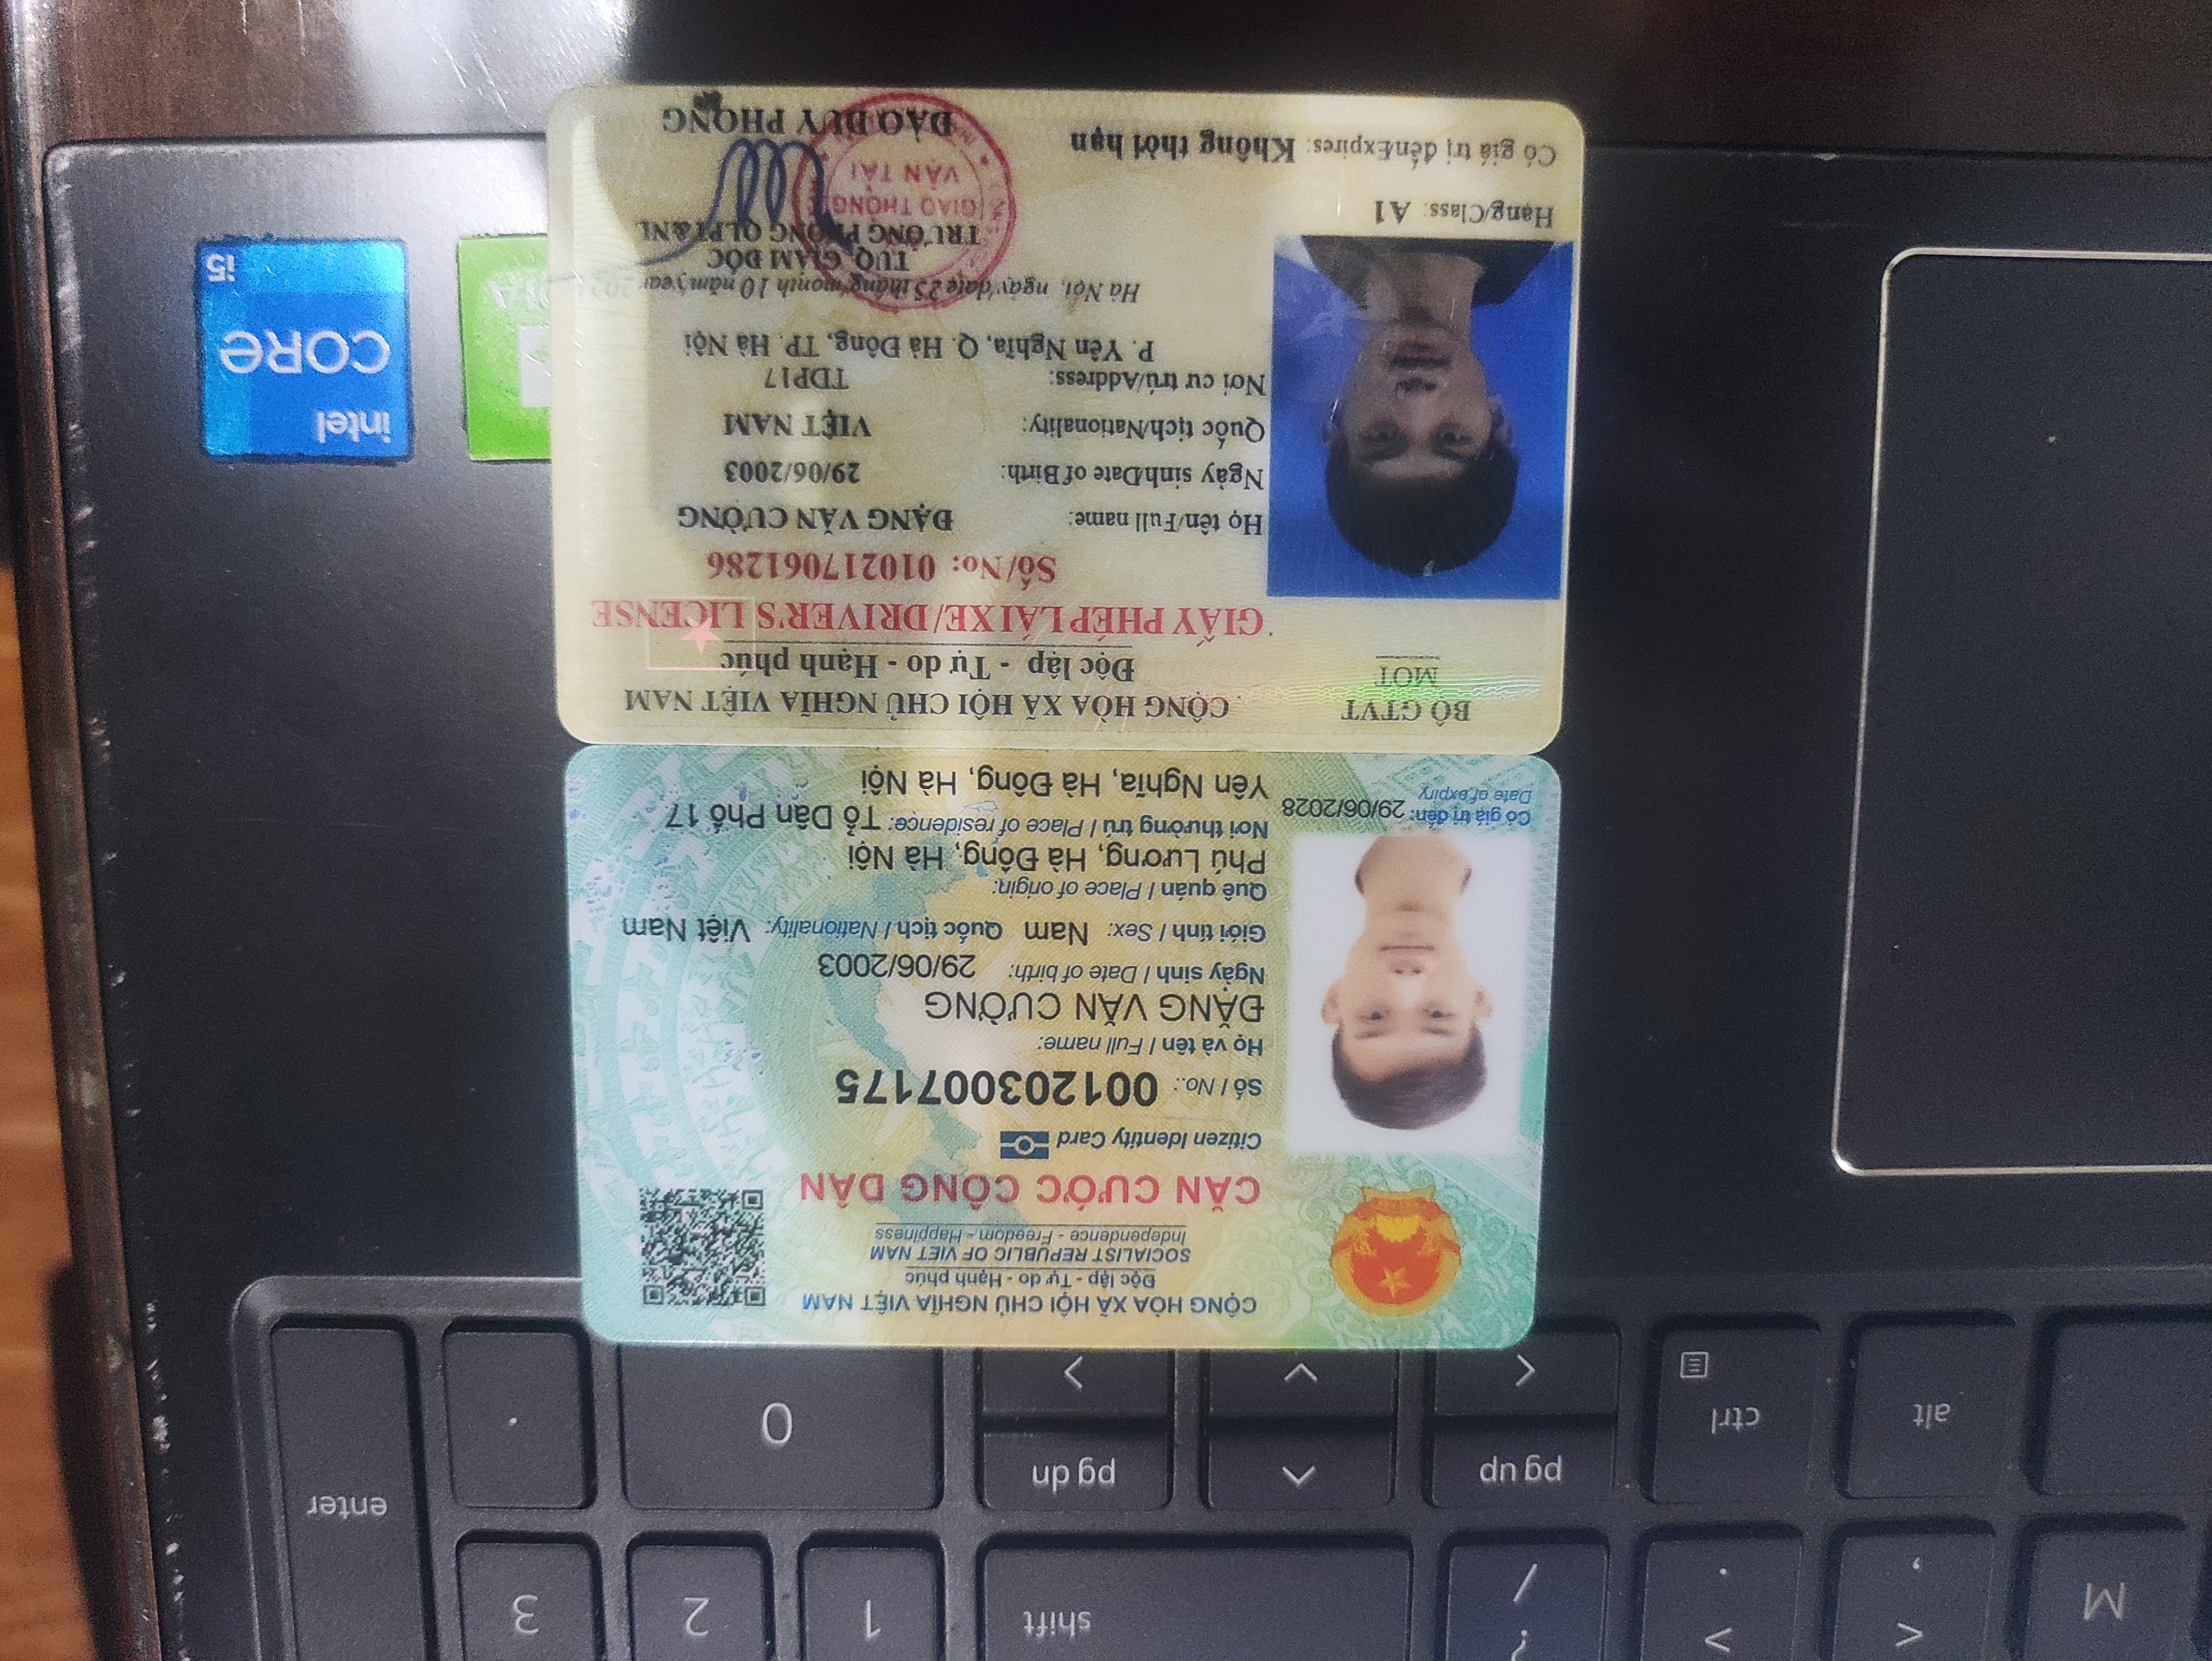 M
<
,
>
.
?
/
shift
1
2
3
enter
alt
ctrl
pg up
pg dn
0
.
CỘNG HÒA XÃ HỘI CHỦ NGHĨA VIỆT NAM
Độc lập - Tự do - Hạnh phúc
SOCIALIST REPUBLIC OF VIET NAM
Independence - Freedom - Happiness
CĂN CƯỚC CÔNG DÂN
Citizen Identity Card
Số / No.: 001203007175
Họ và tên / Full name:
ĐẶNG VĂN CƯỜNG
Ngày sinh / Date of birth: 29/06/2003
Giới tính / Sex: Nam Quốc tịch / Nationality: Việt Nam
Quê quán / Place of origin:
Phú Lương, Hà Đông, Hà Nội
Nơi thường trú / Place of residence: Tổ Dân Phố 17
Yên Nghĩa, Hà Đông, Hà Nội
Có giá trị đến: 29/06/2028
Date of expiry
BỘ GTVT
MOT
CỘNG HÒA XÃ HỘI CHỦ NGHĨA VIỆT NAM
Độc lập - Tự do - Hạnh phúc
GIẤY PHÉP LÁI XE/DRIVER'S LICENSE
Số/No: 010217061286
Họ tên/Full name: ĐẶNG VĂN CƯỜNG
Ngày sinh/Date of Birth: 29/06/2003
Quốc tịch/Nationality: VIỆT NAM
Nơi cư trú/Address: TDP17
P. Yên Nghĩa, Q. Hà Đông, TP. Hà Nội
Hà Nội, ngày/date 25 tháng/month 10 năm/year
TUQ. GIÁM ĐỐC
TRƯỞNG PHÒNG QLPT&NL
GIAO THÔNG
VẬN TẢI
ĐÀO DUY PHONG
Hạng/Class: A1
Có giá trị đến/Expires: Không thời hạn
intel
CORE
i5